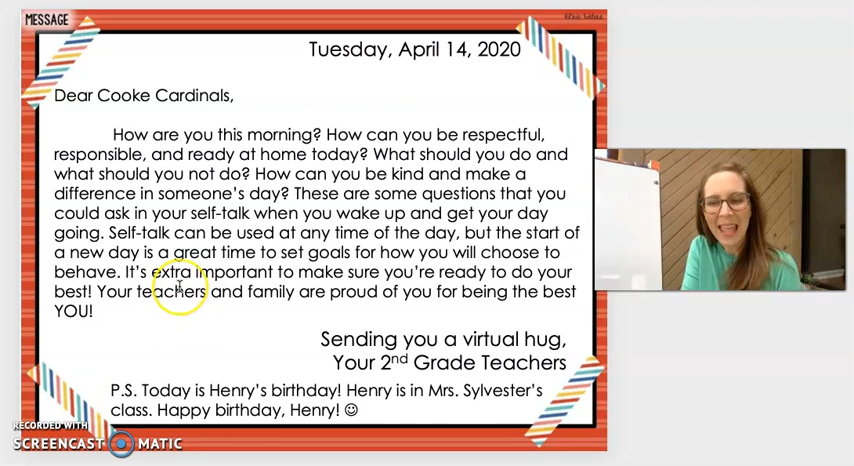 MESSAGE
Tuesday, April 14, 2020
Dear Cooke Cardinals,
How are you this morning? How can you be respectful,
responsible, and ready at home today? What should you do and
what should you not do? How can you be kind and make a
difference in someone's day? These are some questions that you
could ask in your self-talk when you wake up and get your day
going. Self-talk can be used at any time of the day, but the start of
a new day is a great time to set goals for how you will choose to
behave. It's extra important to make sure you're ready to do your
best! Your teachers and family are proud of you for being the best
YOU!
Sending you a virtual hug,
Your 2nd Grade Teachers
P.S. Today is Henry's birthday! Henry is in Mrs. Sylvester's
class. Happy birthday, Henry! ☺
RECORDED WITH
SCREENCAST MATIC